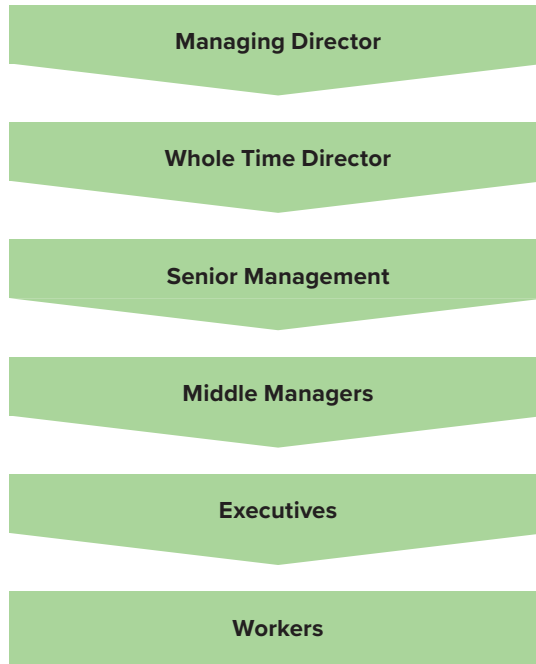 Managing Director
Whole Time Director
Senior Management
Middle Managers
Executives
Workers